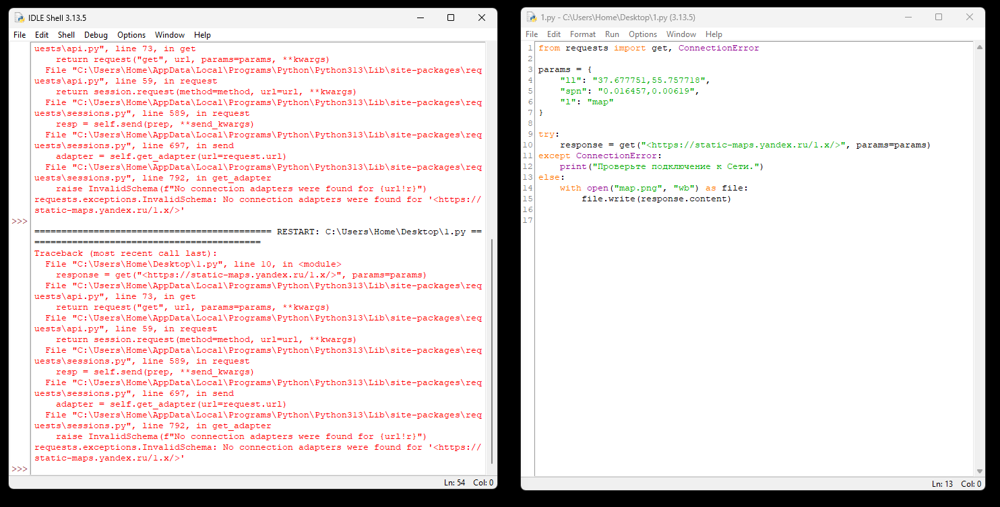 IDLE Shell 3.13.5
File Edit Shell Debug Options Window Help
uests\api.py", line 73, in get
    return request("get", url, params=params, **kwargs)
  File "C:\Users\Home\AppData\Local\Programs\Python\Python313\Lib\site-packages\req
uests\api.py", line 59, in request
    return session.request(method=method, url=url, **kwargs)
  File "C:\Users\Home\AppData\Local\Programs\Python\Python313\Lib\site-packages\req
uests\sessions.py", line 589, in request
    resp = self.send(prep, **send_kwargs)
  File "C:\Users\Home\AppData\Local\Programs\Python\Python313\Lib\site-packages\req
uests\sessions.py", line 697, in send
    adapter = self.get_adapter(url=request.url)
  File "C:\Users\Home\AppData\Local\Programs\Python\Python313\Lib\site-packages\req
uests\sessions.py", line 792, in get_adapter
    raise InvalidSchema(f"No connection adapters were found for {url!r}")
requests.exceptions.InvalidSchema: No connection adapters were found for '<https://
static-maps.yandex.ru/1.x/>'
>>>
============================================ RESTART: C:\Users\Home\Desktop\1.py ==
==========================================
Traceback (most recent call last):
  File "C:\Users\Home\Desktop\1.py", line 10, in <module>
    response = get("<https://static-maps.yandex.ru/1.x/>", params=params)
  File "C:\Users\Home\AppData\Local\Programs\Python\Python313\Lib\site-packages\req
uests\api.py", line 73, in get
    return request("get", url, params=params, **kwargs)
  File "C:\Users\Home\AppData\Local\Programs\Python\Python313\Lib\site-packages\req
uests\api.py", line 59, in request
    return session.request(method=method, url=url, **kwargs)
  File "C:\Users\Home\AppData\Local\Programs\Python\Python313\Lib\site-packages\req
uests\sessions.py", line 589, in request
    resp = self.send(prep, **send_kwargs)
  File "C:\Users\Home\AppData\Local\Programs\Python\Python313\Lib\site-packages\req
uests\sessions.py", line 697, in send
    adapter = self.get_adapter(url=request.url)
  File "C:\Users\Home\AppData\Local\Programs\Python\Python313\Lib\site-packages\req
uests\sessions.py", line 792, in get_adapter
    raise InvalidSchema(f"No connection adapters were found for {url!r}")
requests.exceptions.InvalidSchema: No connection adapters were found for '<https://
static-maps.yandex.ru/1.x/>'
>>>
Ln: 54 Col: 0
1.py - C:\Users\Home\Desktop\1.py (3.13.5)
File Edit Format Run Options Window Help
1 from requests import get, ConnectionError
2
3 params = {
4     "ll": "37.677751,55.757718",
5     "spn": "0.016457,0.00619",
6     "l": "map"
7 }
8
9 try:
10     response = get("<https://static-maps.yandex.ru/1.x/>", params=params)
11 except ConnectionError:
12     print("Проверьте подключение к Сети.")
13 else:
14     with open("map.png", "wb") as file:
15         file.write(response.content)
16
17
Ln: 13 Col: 0